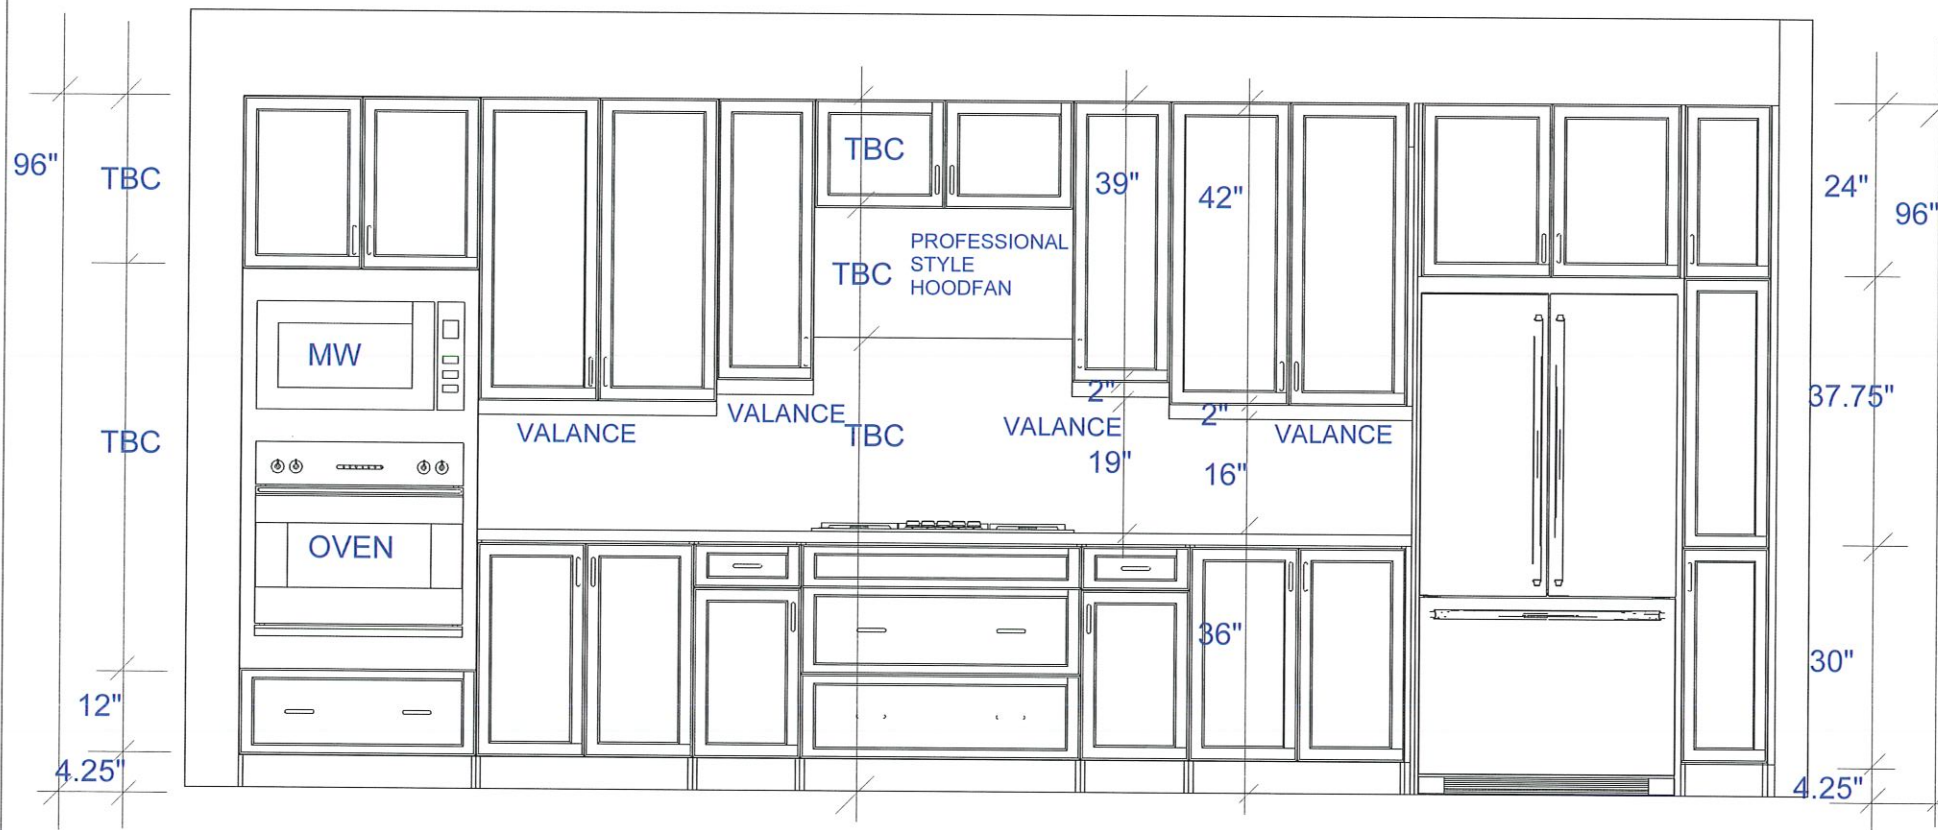 96"
TBC
TBC
12"
4.25"
MW
OVEN
VALANCE
VALANCE
TBC
TBC
PROFESSIONAL
STYLE
HOODFAN
TBC
39"
2"
VALANCE
19"
42"
2"
VALANCE
16"
36"
24"
96"
37.75"
30"
4.25"